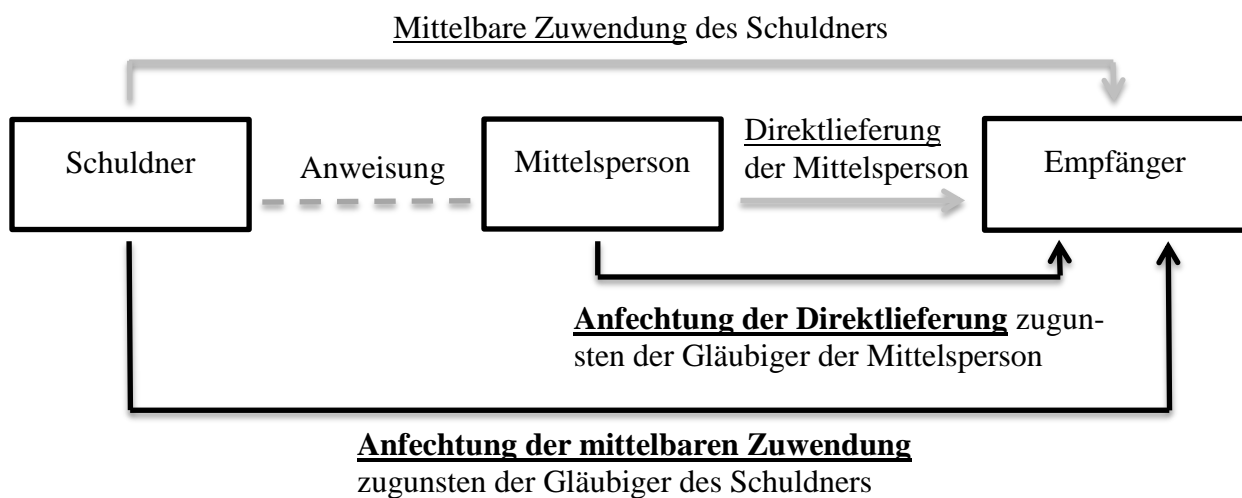 Mittelbare Zuwendung des Schuldners
Schuldner
Anweisung
Mittelsperson
Direktlieferung
der Mittelsperson
Empfänger
Anfechtung der Direktlieferung zugun-
sten der Gläubiger der Mittelsperson
Anfechtung der mittelbaren Zuwendung
zugunsten der Gläubiger des Schuldners